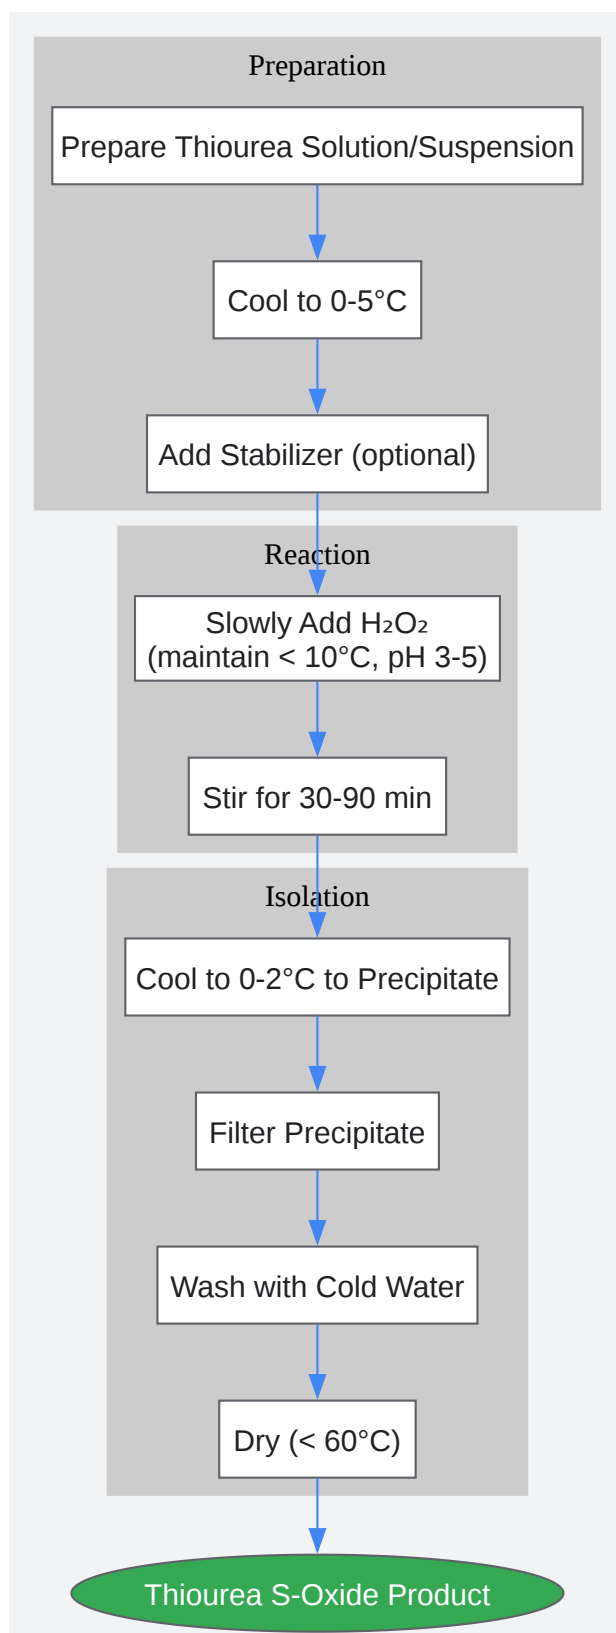 Preparation
Prepare Thiourea Solution/Suspension
Cool to 0-5°C
Add Stabilizer (optional)
Reaction
Slowly Add H₂O₂
(maintain < 10°C, pH 3-5)
Stir for 30-90 min
Isolation
Cool to 0-2°C to Precipitate
Filter Precipitate
Wash with Cold Water
Dry (< 60°C)
Thiourea S-Oxide Product